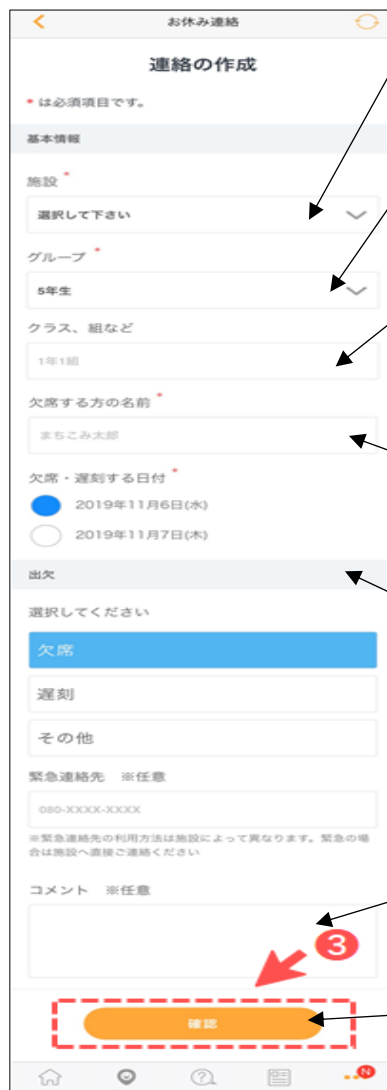 お休み連絡
連絡の作成
* は必須項目です。
基本情報
施設 *
選択して下さい
グループ *
5年生
クラス、組など
1年1組
欠席する方の名前 *
まちこみ太郎
欠席・遅刻する日付 *
2019年11月6日(水)
2019年11月7日(木)
出欠
選択してください
欠席
遅刻
その他
緊急連絡先 ※任意
080-XXXX-XXXX
※緊急連絡先の利用方法は施設によって異なります。緊急の場
合は施設へ直接ご連絡ください
コメント ※任意
3
確認
N